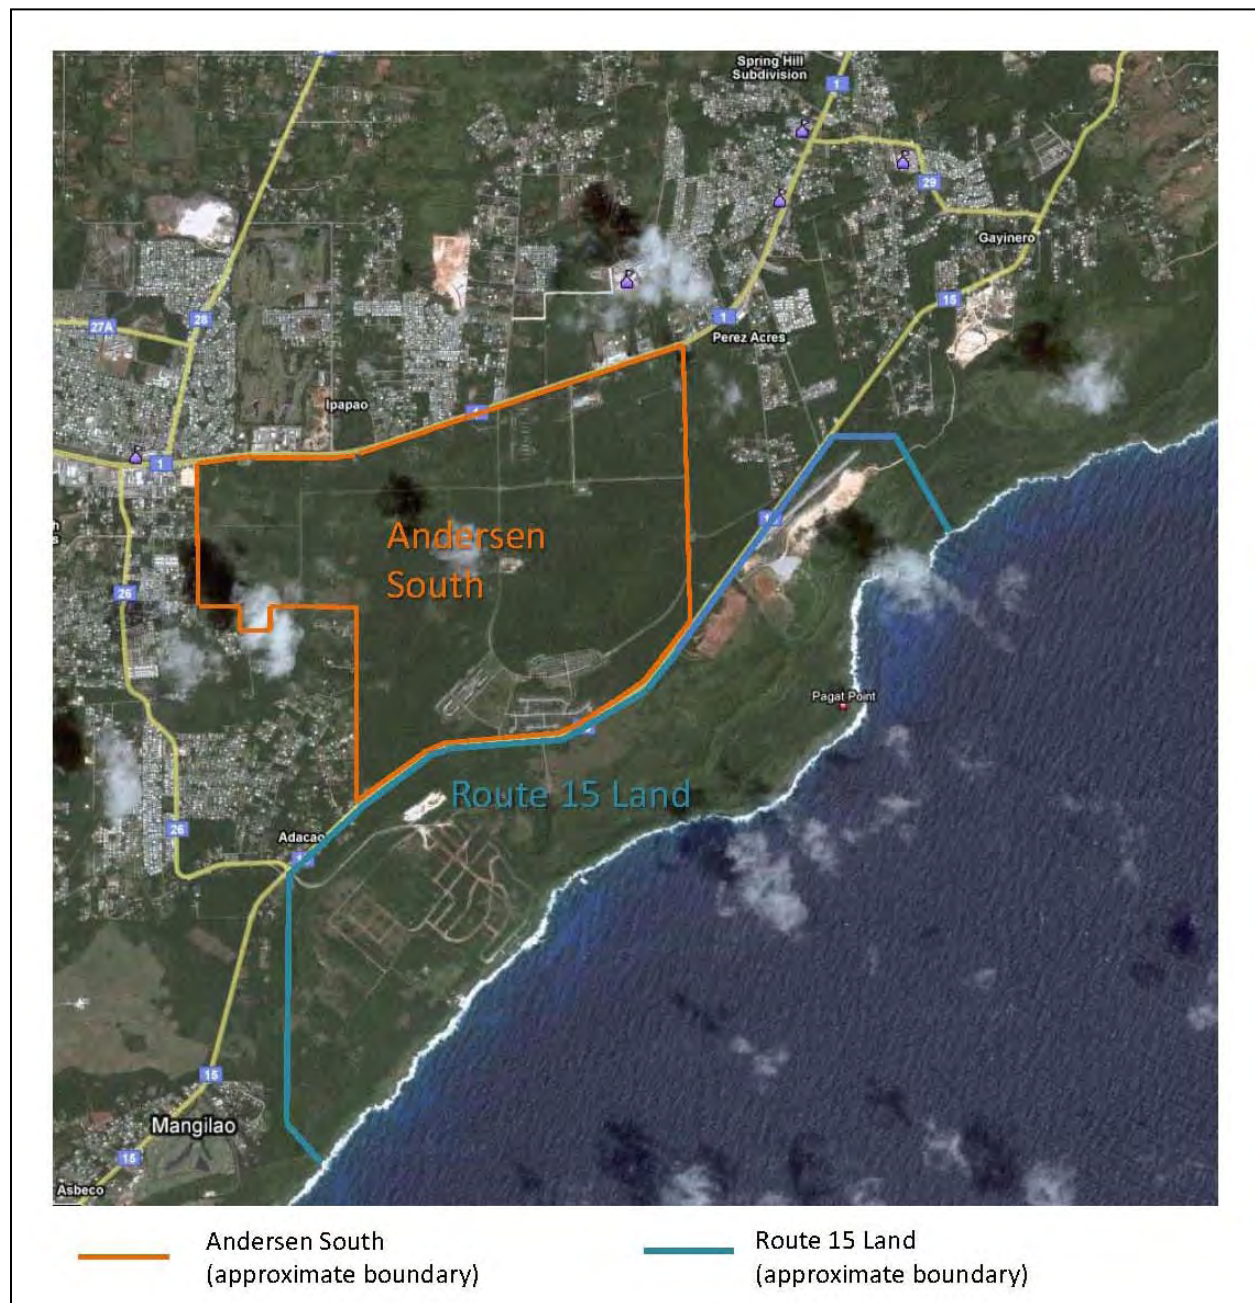 Spring Hill
Subdivision
1
29
Gayinero
15
1
Perez Acres
28
27A
Ipapao
1
Andersen
South
26
Pagat Point
Route 15 Land
26
Adacao
15
Mangilao
15
Asbeco
Andersen South
(approximate boundary)
Route 15 Land
(approximate boundary)